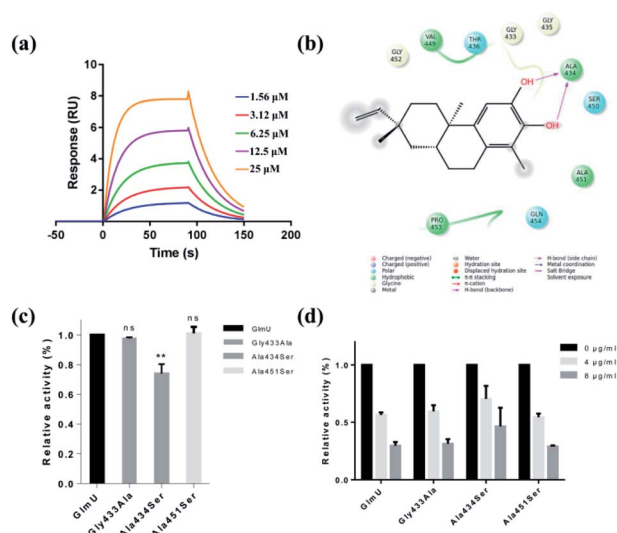 (a)
Response (RU)
10
8
6
4
2
-50
0
50
100
150
200
Time (s)
1.56 μM
3.12 μM
6.25 μM
12.5 μM
25 μM
(b)
GLY
452
VAL
449
THR
436
GLY
433
GLY
435
ALA
434
SER
450
ALA
451
GLN
454
PRO
453
OH
OH
Charged (negative)
Charged (positive)
Polar
Hydrophobic
Glycine
Metal
Water
Hydration site
Displaced hydration site
π-π stacking
π-cation
H-bond (backbone)
H-bond (side chain)
Metal coordination
Salt Bridge
Solvent exposure
(c)
Relative activity (%)
1.2
1.0
0.8
0.6
0.4
0.2
0.0
ns
**
ns
GlmU
Gly433Ala
Ala434Ser
Ala451Ser
GlmU
Gly433Ala
Ala434Ser
Ala451Ser
(d)
Relative activity (%)
1.0
0.5
0.0
0 μg/ml
4 μg/ml
8 μg/ml
GlmU
Gly433Ala
Ala434Ser
Ala451Ser